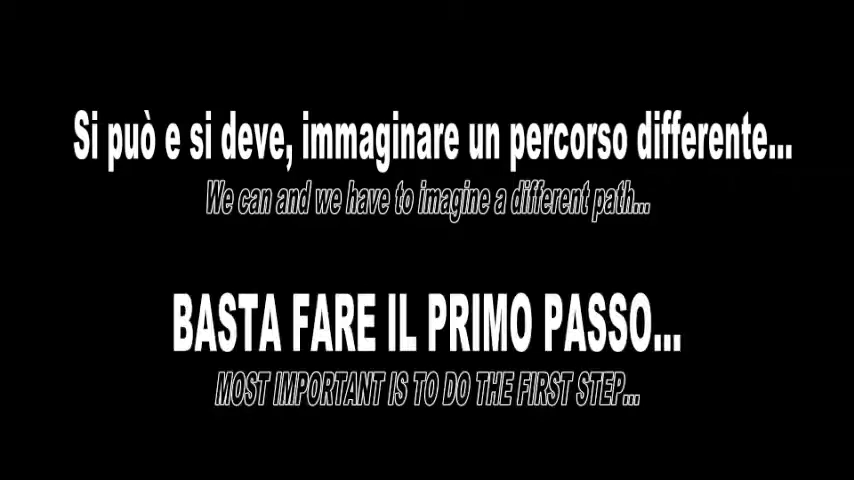 Si può e si deve, immaginare un percorso differente...
We can and we have to imagine a different path...
BASTA FARE IL PRIMO PASSO...
MOST IMPORTANT IS TO DO THE FIRST STEP...